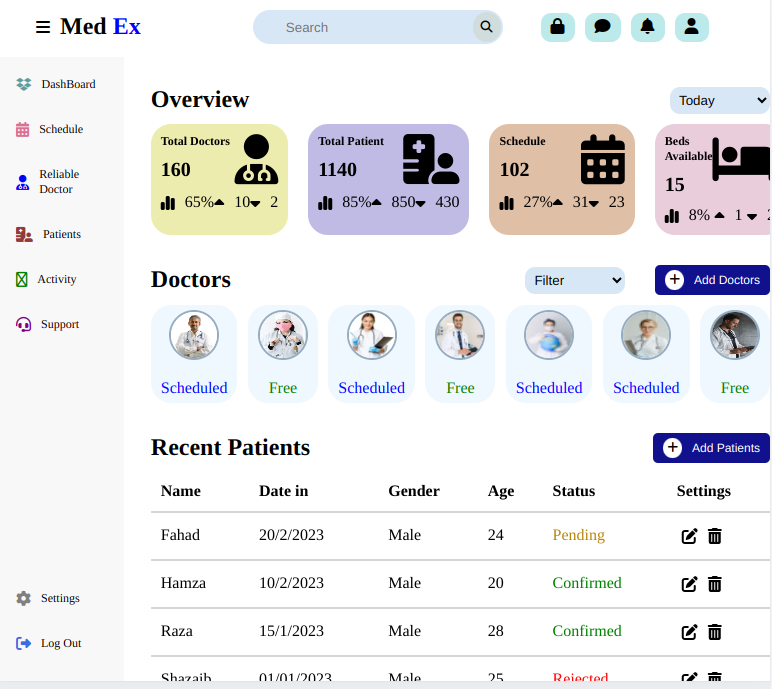 Med Ex
Search
DashBoard
Schedule
Reliable
Doctor
Patients
Activity
Support
Settings
Log Out
Overview
Today
Total Doctors
160
65% 10 2
Total Patient
1140
85% 850 430
Schedule
102
27% 31 23
Beds
Available
15
8% 1
Doctors
Filter
Add Doctors
Scheduled
Free
Scheduled
Free
Scheduled
Scheduled
Free
Recent Patients
Add Patients
Name Date in Gender Age Status Settings
Fahad 20/2/2023 Male 24 Pending
Hamza 10/2/2023 Male 20 Confirmed
Raza 15/1/2023 Male 28 Confirmed
Shazaib 01/01/2023 Male 25 Rejected